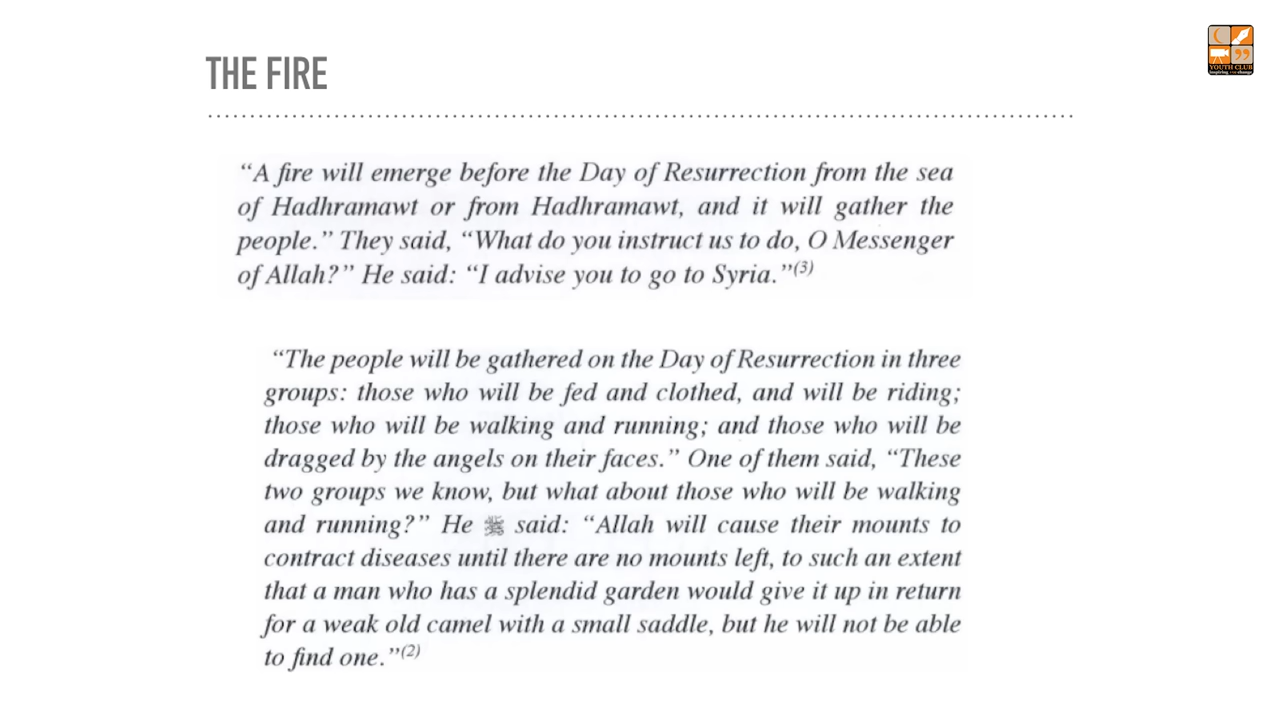 THE FIRE
YOUTH CLUB
“A fire will emerge before the Day of Resurrection from the sea
of Hadhramawt or from Hadhramawt, and it will gather the
people.” They said, “What do you instruct us to do, O Messenger
of Allah?” He said: “I advise you to go to Syria.”(3)
“The people will be gathered on the Day of Resurrection in three
groups: those who will be fed and clothed, and will be riding;
those who will be walking and running; and those who will be
dragged by the angels on their faces.” One of them said, “These
two groups we know, but what about those who will be walking
and running?” He ﷺ said: “Allah will cause their mounts to
contract diseases until there are no mounts left, to such an extent
that a man who has a splendid garden would give it up in return
for a weak old camel with a small saddle, but he will not be able
to find one.”(2)